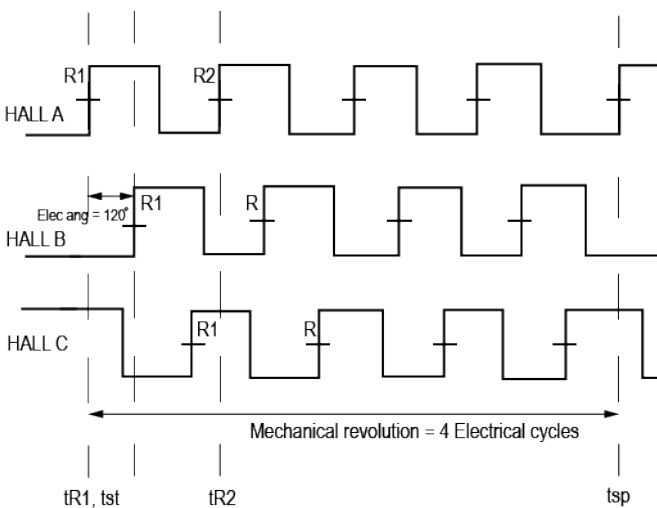 R1 R2
HALL A
R1 R
Elec ang = 120°
HALL B
R1 R
HALL C
Mechanical revolution = 4 Electrical cycles
tR1, tst tR2 tsp